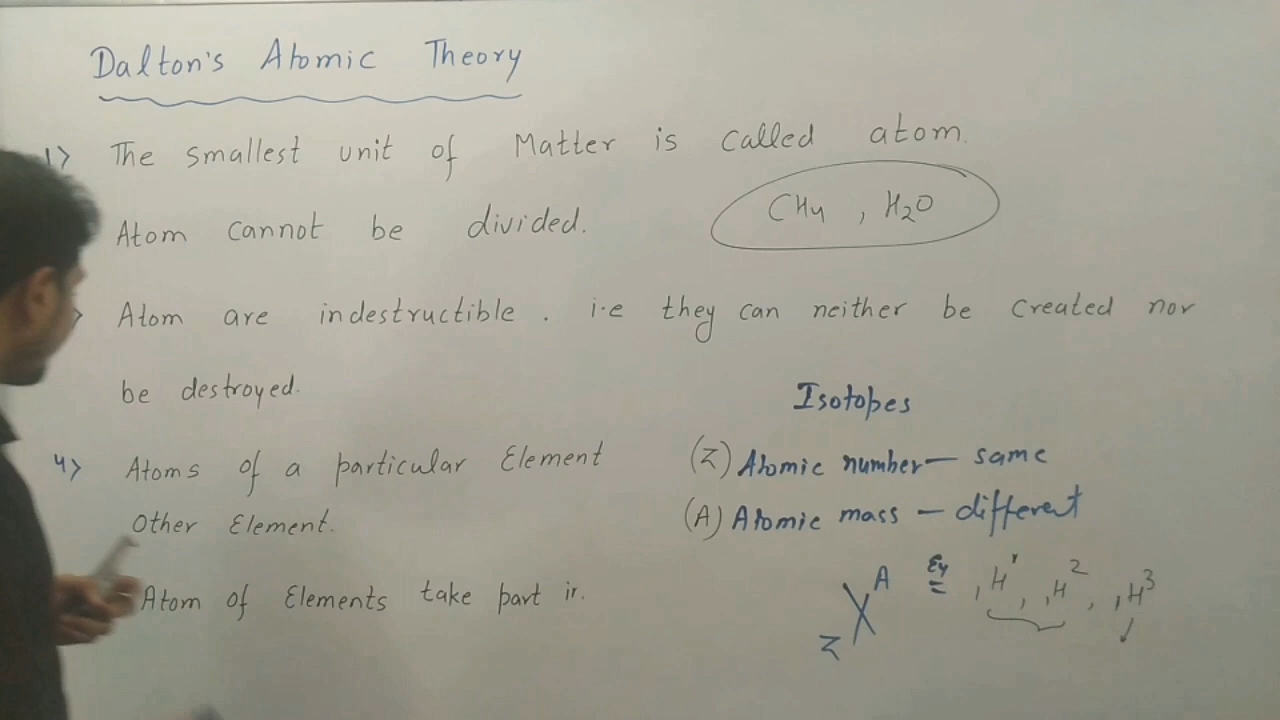 Dalton's Atomic Theory
1> The smallest unit of Matter is called atom.
CH4 , H2O
Atom cannot be divided.
> Atom are indestructible . i.e they can neither be created nor
be destroyed.
Isotopes
4> Atoms of a particular Element
(Z) Atomic number — same
Other Element.
(A) Atomic mass — different
Atom of Elements take part in
Z X A Ex 1H1 , 1H2 , 1H3